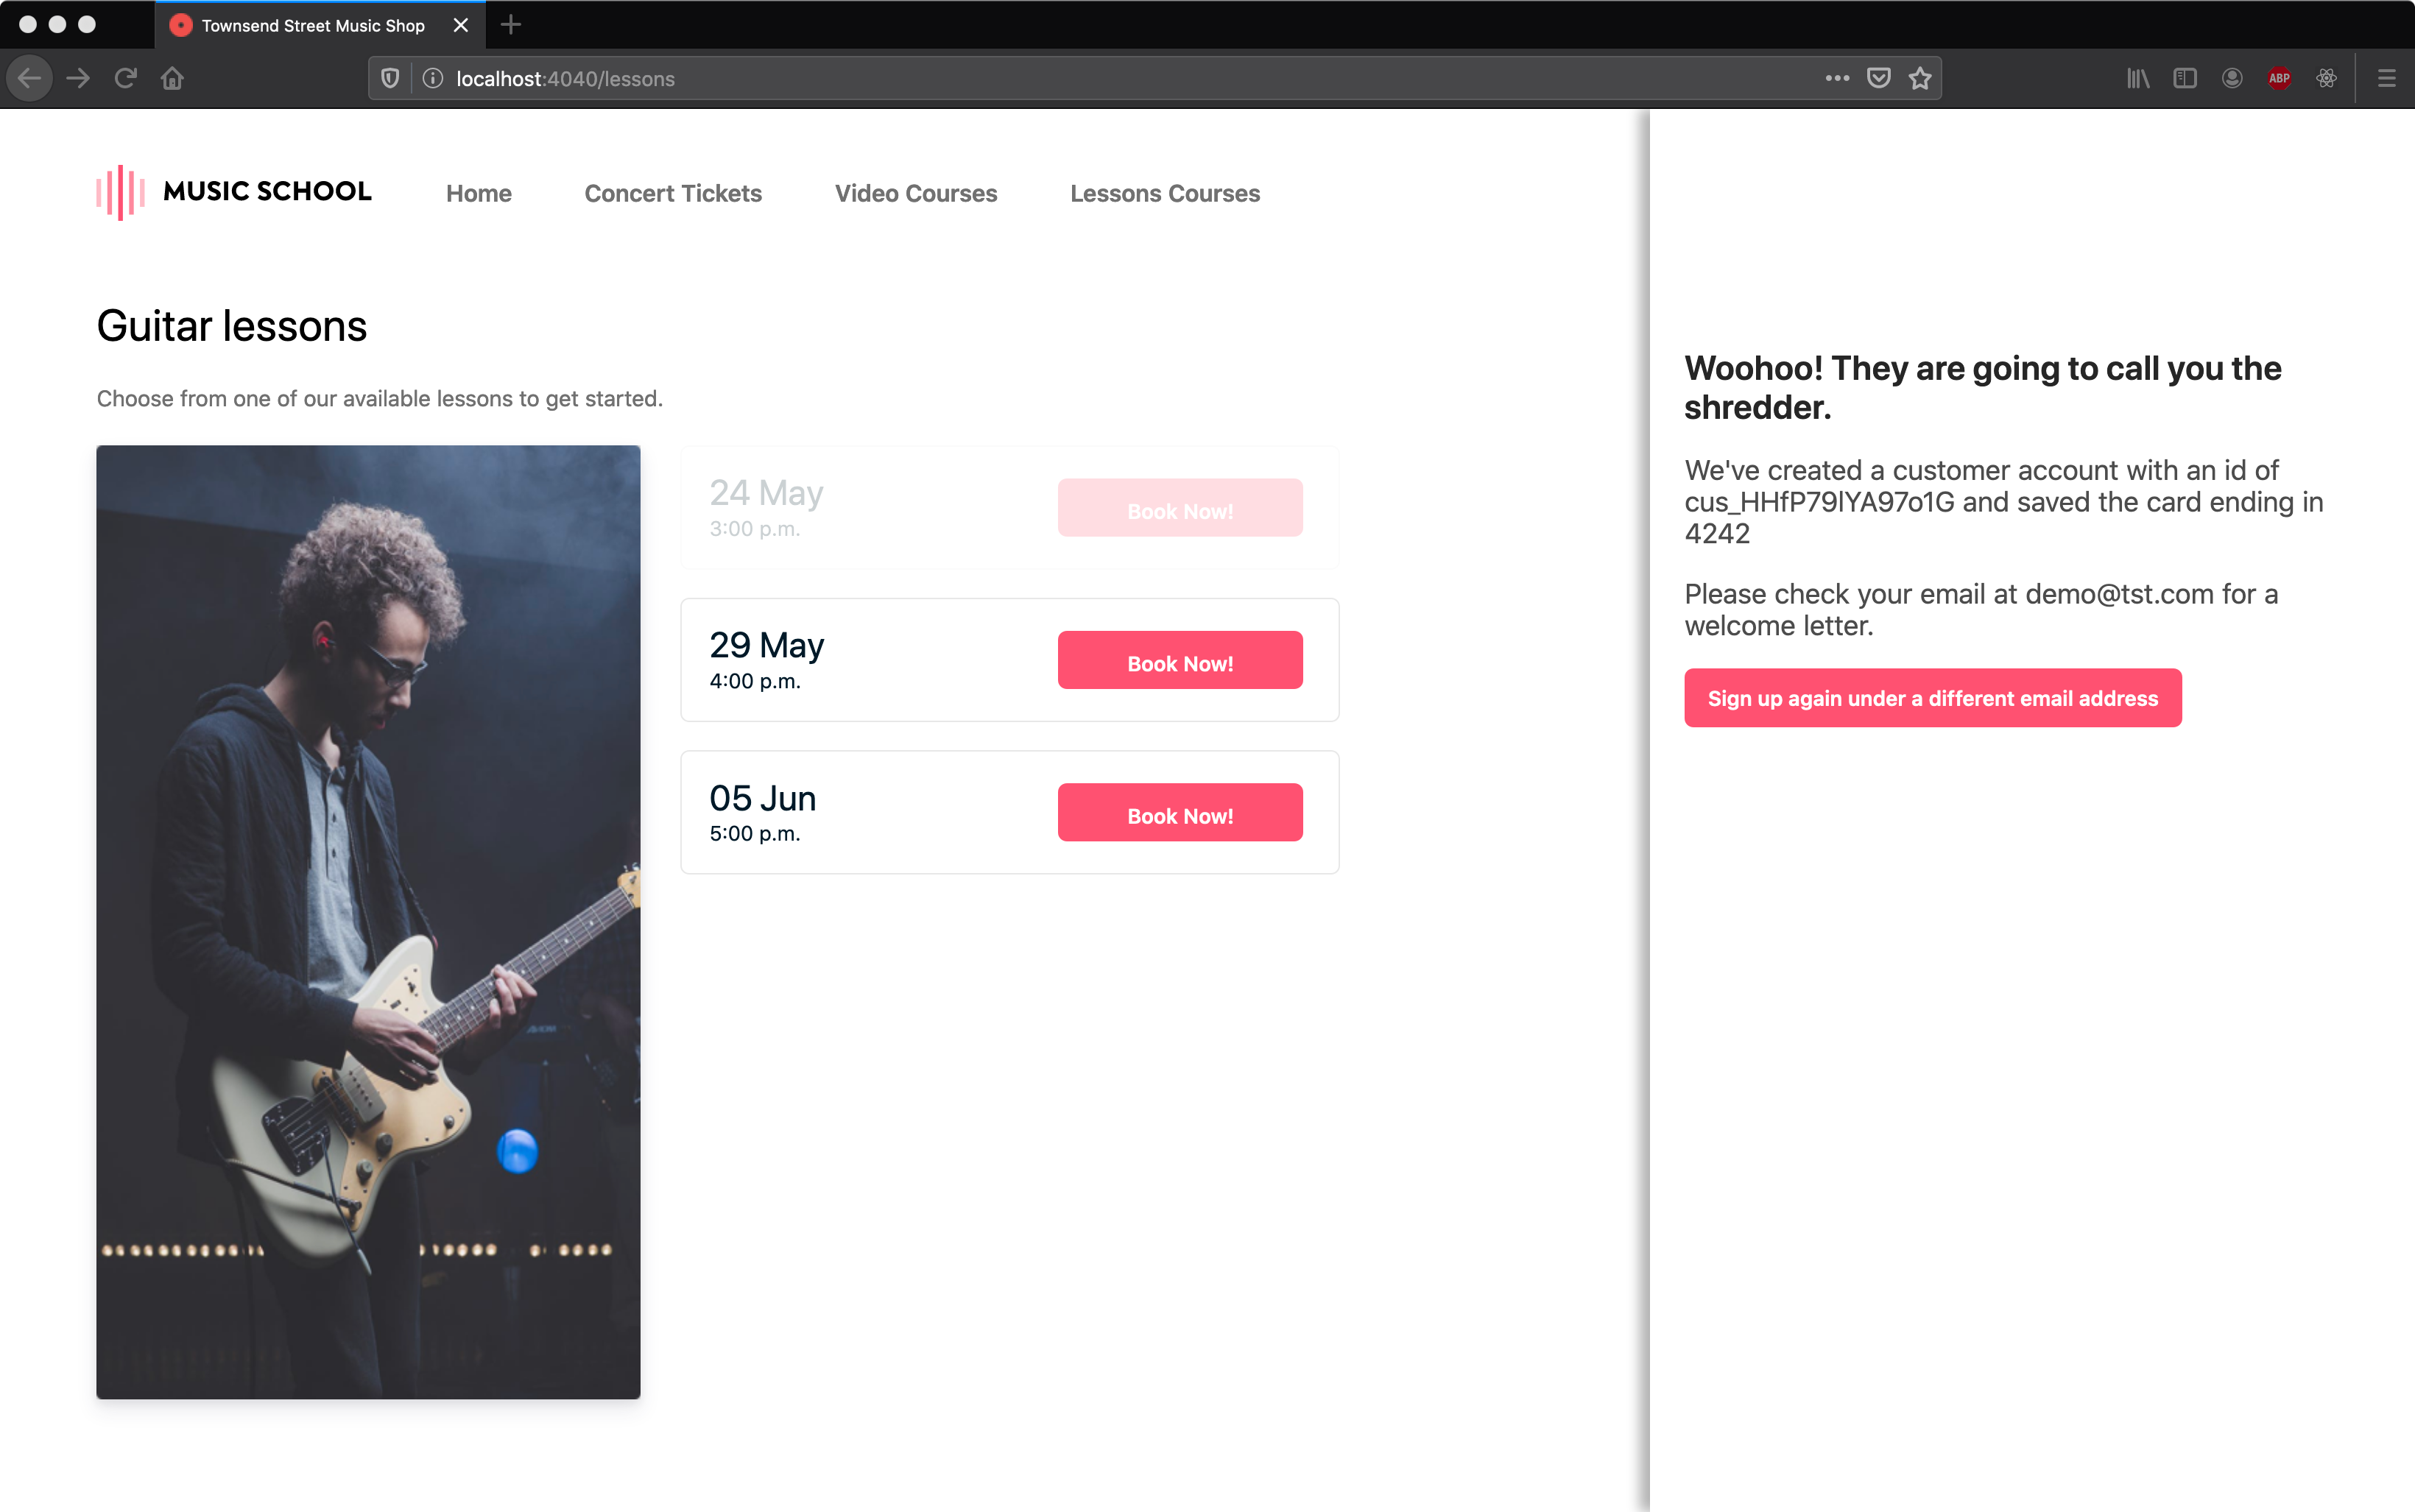 Townsend Street Music Shop
localhost:4040/lessons
ABP
MUSIC SCHOOL
Home
Concert Tickets
Video Courses
Lessons Courses
Guitar lessons
Choose from one of our available lessons to get started.
24 May
3:00 p.m.
Book Now!
29 May
4:00 p.m.
Book Now!
05 Jun
5:00 p.m.
Book Now!
Woohoo! They are going to call you the
shredder.
We've created a customer account with an id of
cus_HHfP79lYA97o1G and saved the card ending in
4242
Please check your email at demo@tst.com for a
welcome letter.
Sign up again under a different email address